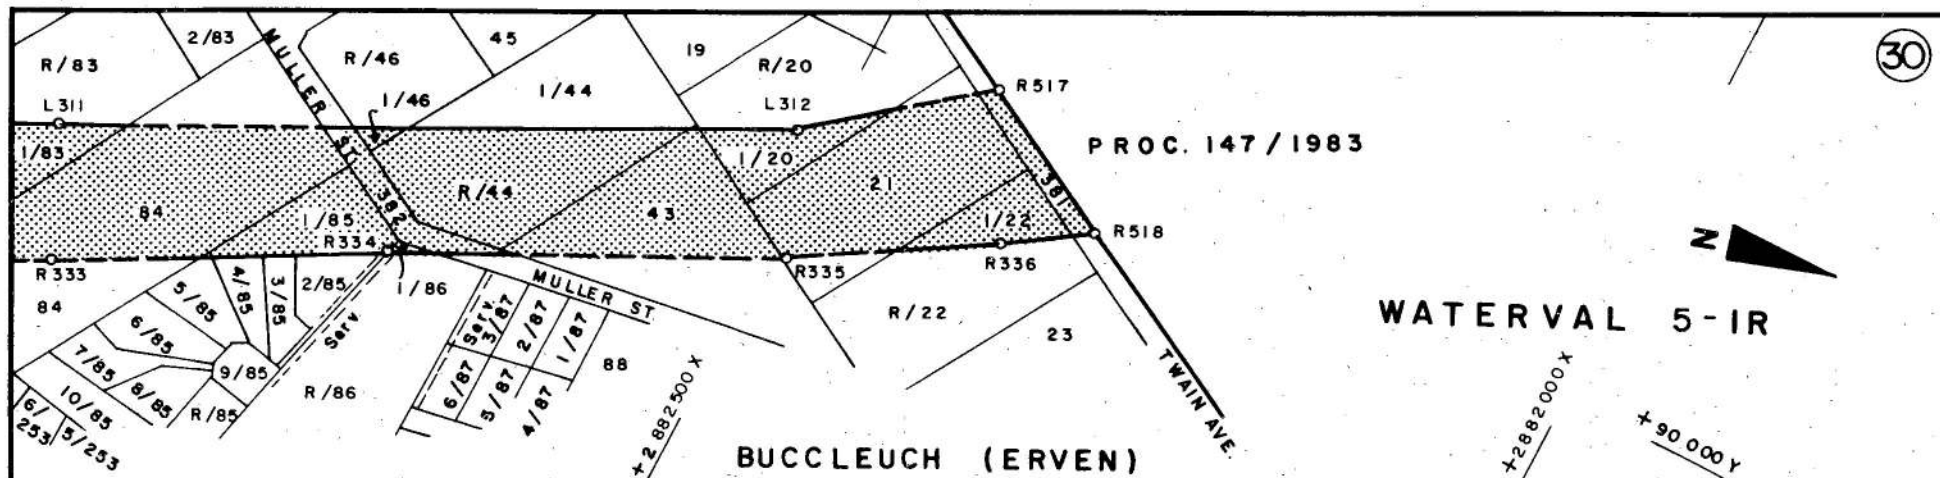 2/83
45
19
R/83
R/46
R/20
30
MULLER ST.
1/46
1/44
L311
L312
R517
PROC. 147/1983
1/83
1/20
R/44
21
381
84
382
43
1/85
1/22
R334
R518
R333
R335
R336
N
84
5/85
4/85
3/85
2/85
1/86
MULLER ST
R/22
WATERVAL 5-IR
6/85
Serv.
Serv.
3/87
2/87
1/87
23
7/85
9/85
88
TWAIN AVE.
8/85
R/86
6/87
5/87
4/87
10/85
R/85
6/
253
5/253
+2 882500 X
BUCCLEUCH (ERVEN)
+2882000 X
+90 000 Y